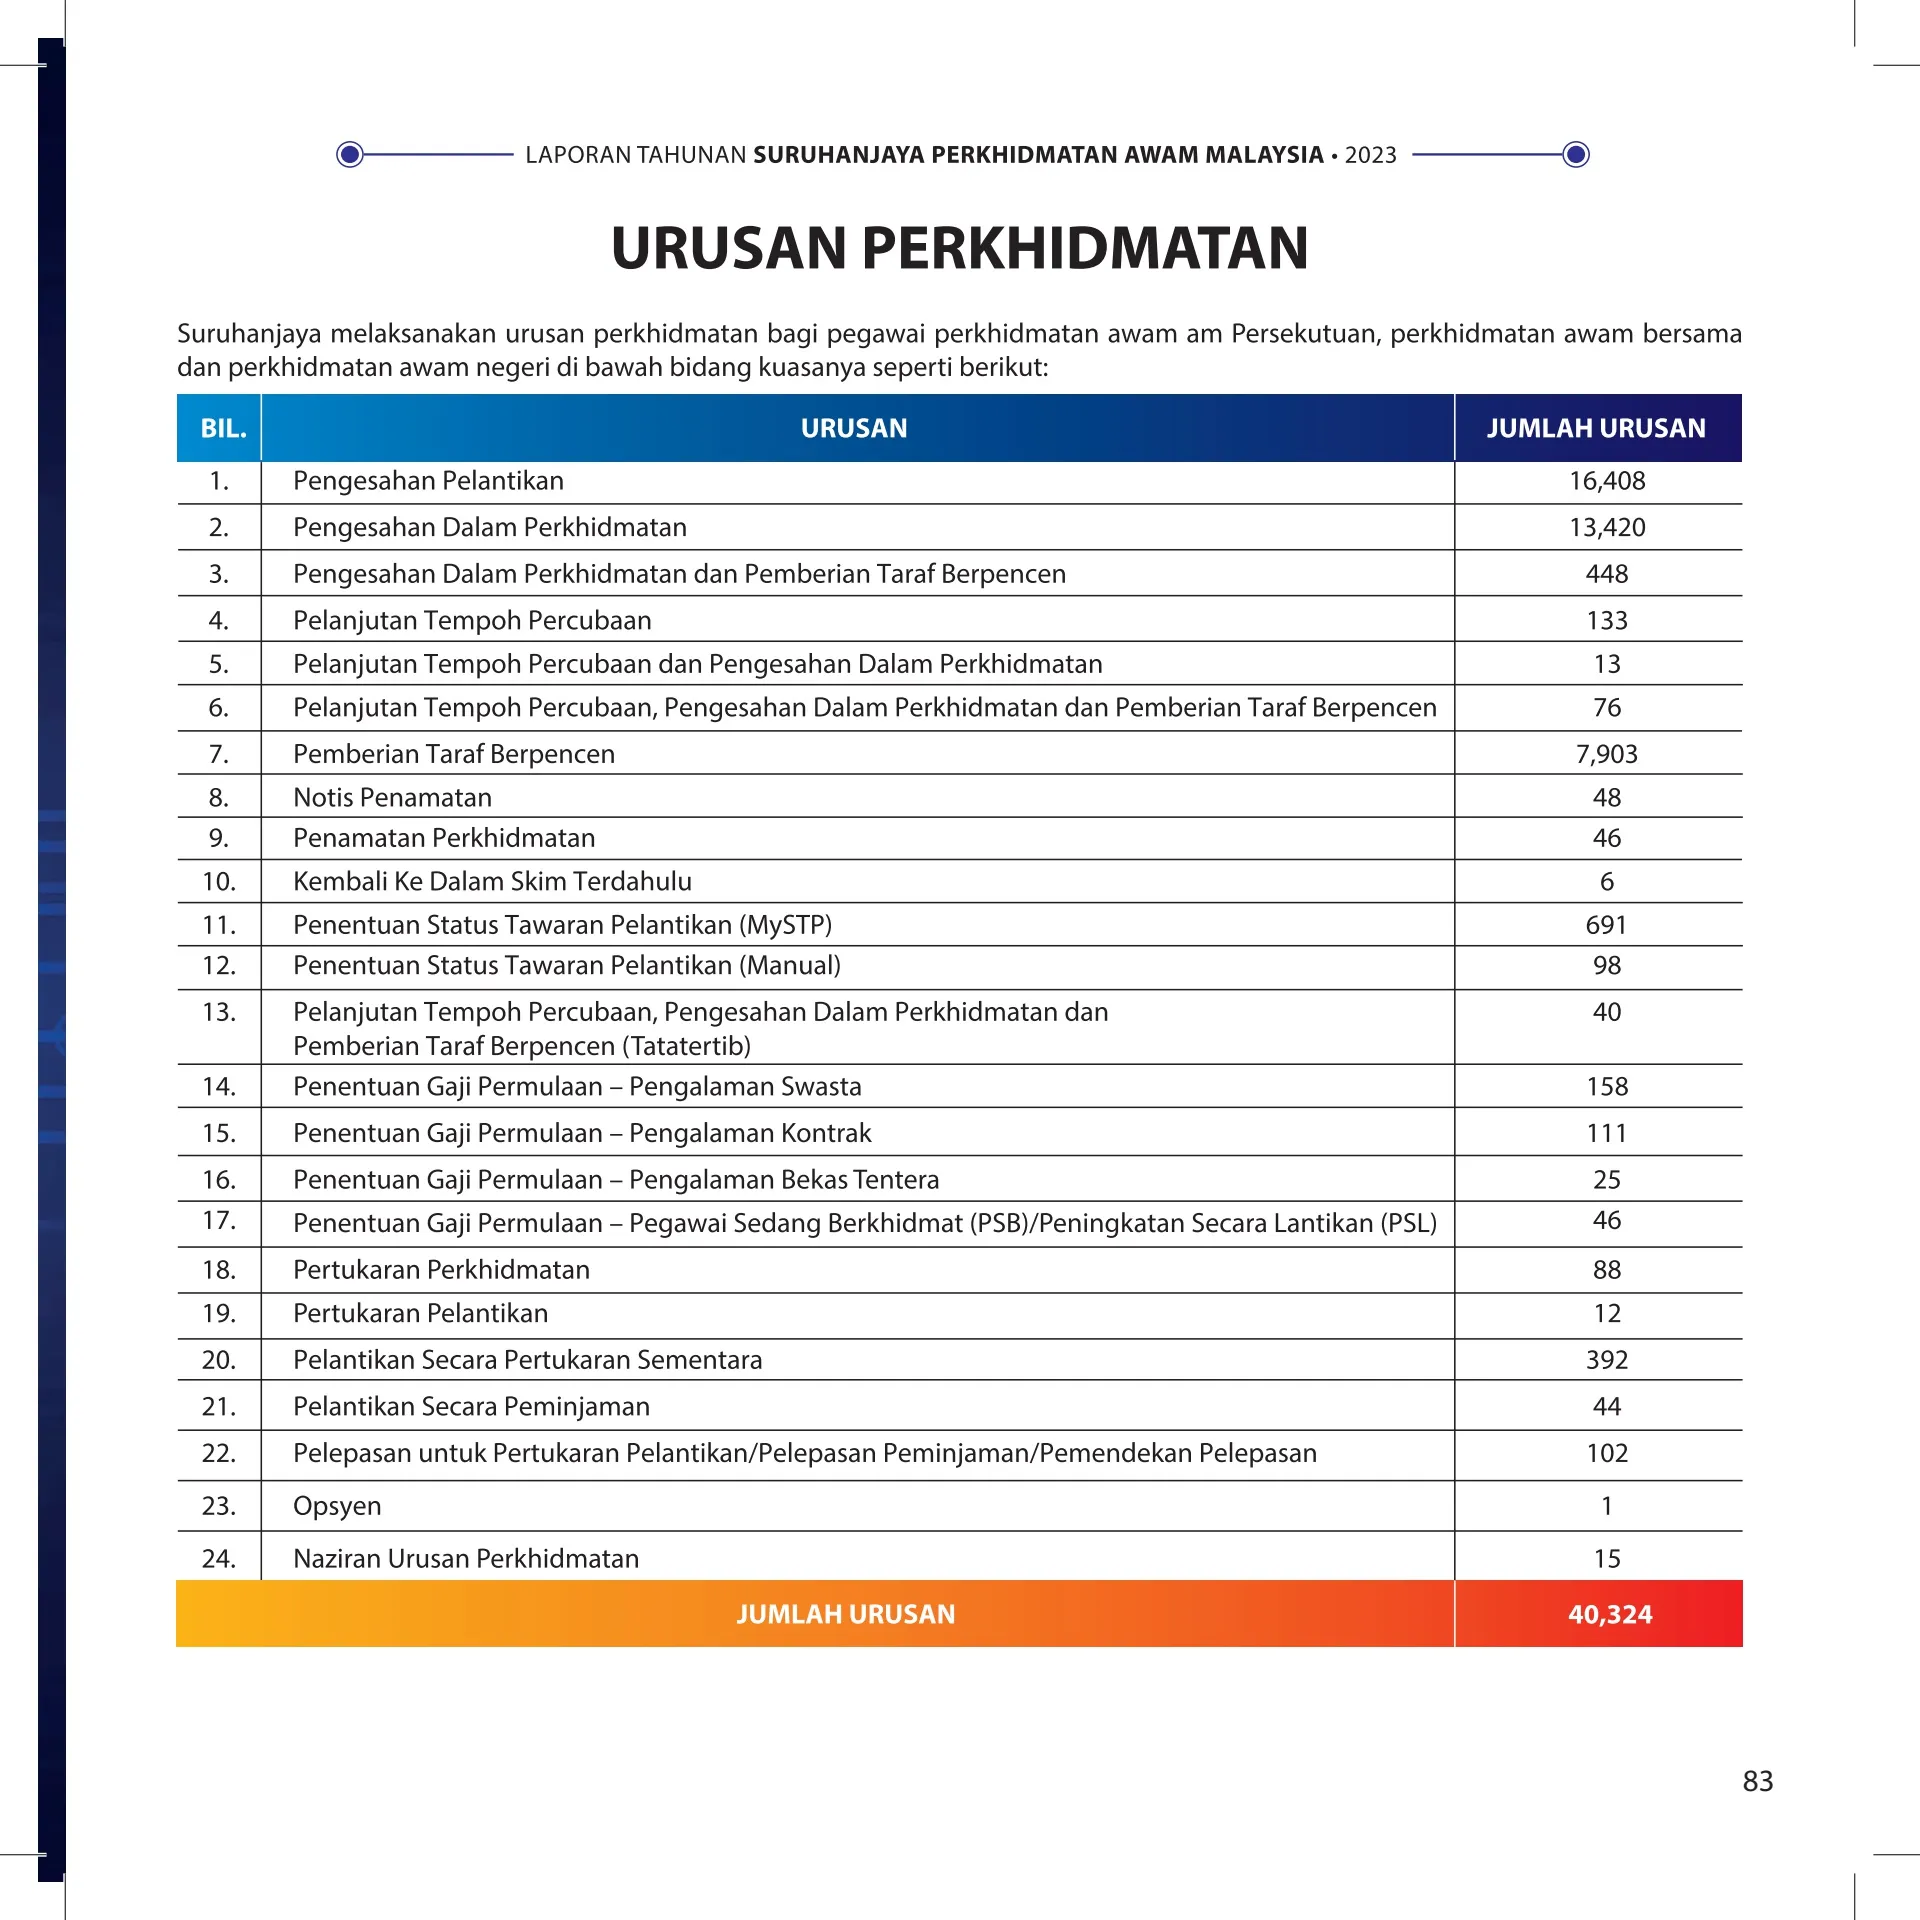 LAPORAN TAHUNAN SURUHANJAYA PERKHIDMATAN AWAM MALAYSIA • 2023
URUSAN PERKHIDMATAN
Suruhanjaya melaksanakan urusan perkhidmatan bagi pegawai perkhidmatan awam am Persekutuan, perkhidmatan awam bersama
dan perkhidmatan awam negeri di bawah bidang kuasanya seperti berikut:
BIL. URUSAN JUMLAH URUSAN
1. Pengesahan Pelantikan 16,408
2. Pengesahan Dalam Perkhidmatan 13,420
3. Pengesahan Dalam Perkhidmatan dan Pemberian Taraf Berpencen 448
4. Pelanjutan Tempoh Percubaan 133
5. Pelanjutan Tempoh Percubaan dan Pengesahan Dalam Perkhidmatan 13
6. Pelanjutan Tempoh Percubaan, Pengesahan Dalam Perkhidmatan dan Pemberian Taraf Berpencen 76
7. Pemberian Taraf Berpencen 7,903
8. Notis Penamatan 48
9. Penamatan Perkhidmatan 46
10. Kembali Ke Dalam Skim Terdahulu 6
11. Penentuan Status Tawaran Pelantikan (MySTP) 691
12. Penentuan Status Tawaran Pelantikan (Manual) 98
13. Pelanjutan Tempoh Percubaan, Pengesahan Dalam Perkhidmatan dan 40
Pemberian Taraf Berpencen (Tatatertib)
14. Penentuan Gaji Permulaan – Pengalaman Swasta 158
15. Penentuan Gaji Permulaan – Pengalaman Kontrak 111
16. Penentuan Gaji Permulaan – Pengalaman Bekas Tentera 25
17. Penentuan Gaji Permulaan – Pegawai Sedang Berkhidmat (PSB)/Peningkatan Secara Lantikan (PSL) 46
18. Pertukaran Perkhidmatan 88
19. Pertukaran Pelantikan 12
20. Pelantikan Secara Pertukaran Sementara 392
21. Pelantikan Secara Peminjaman 44
22. Pelepasan untuk Pertukaran Pelantikan/Pelepasan Peminjaman/Pemendekan Pelepasan 102
23. Opsyen 1
24. Naziran Urusan Perkhidmatan 15
JUMLAH URUSAN 40,324
83